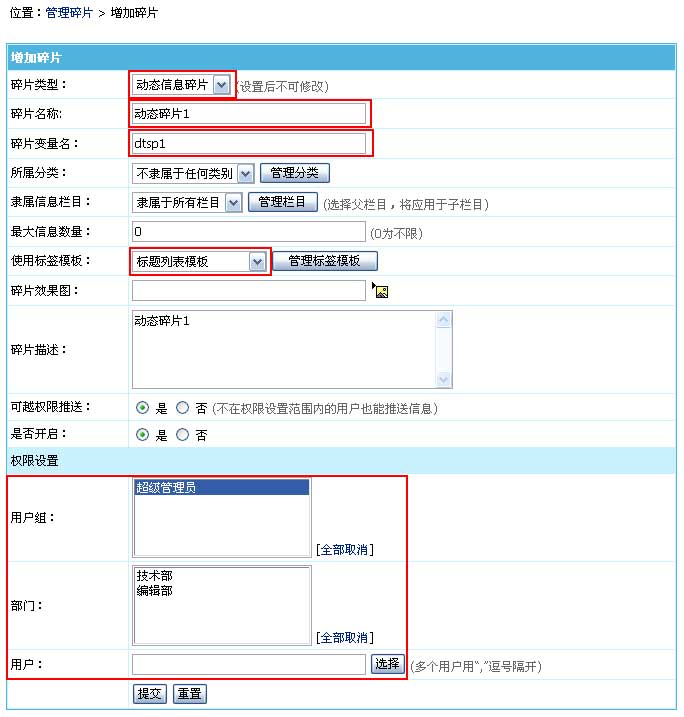 位置：管理碎片 > 增加碎片
增加碎片
碎片类型： 动态信息碎片 (设置后不可修改)
碎片名称: 动态碎片1
碎片变量名： dtsp1
所属分类： 不隶属于任何类别 管理分类
隶属信息栏目： 隶属于所有栏目 管理栏目 (选择父栏目，将应用于子栏目)
最大信息数量： 0 (0为不限)
使用标签模板： 标题列表模板 管理标签模板
碎片效果图：
碎片描述： 动态碎片1
可越权限推送： 是 否 (不在权限设置范围内的用户也能推送信息)
是否开启： 是 否
权限设置
用户组： 超级管理员 [全部取消]
部门： 技术部
编辑部
[全部取消]
用户： 选择 (多个用户用“,”逗号隔开)
提交 重置